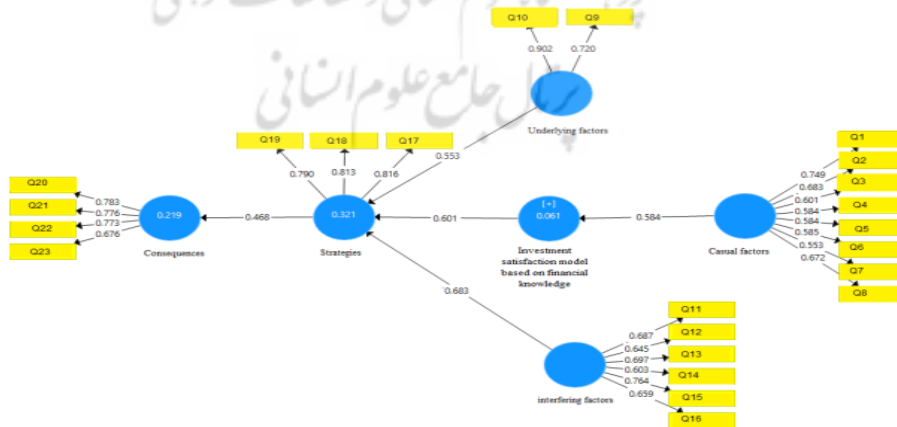 پرتال جامع علوم انسانی
Q10
Q9
0.902
0.720
Underlying factors
Q19
Q18
Q17
0.790
0.813
0.816
0.553
Q20
Q21
Q22
Q23
0.783
0.776
0.773
0.676
0.219
Consequences
0.468
0.321
Strategies
0.601
[+]
0.061
Investment
satisfaction model
based on financial
knowledge
0.584
Casual factors
Q1
Q2
Q3
Q4
Q5
Q6
Q7
Q8
0.749
0.683
0.601
0.584
0.584
0.585
0.553
0.672
0.683
interfering factors
Q11
Q12
Q13
Q14
Q15
Q16
0.687
0.645
0.697
0.603
0.764
0.659